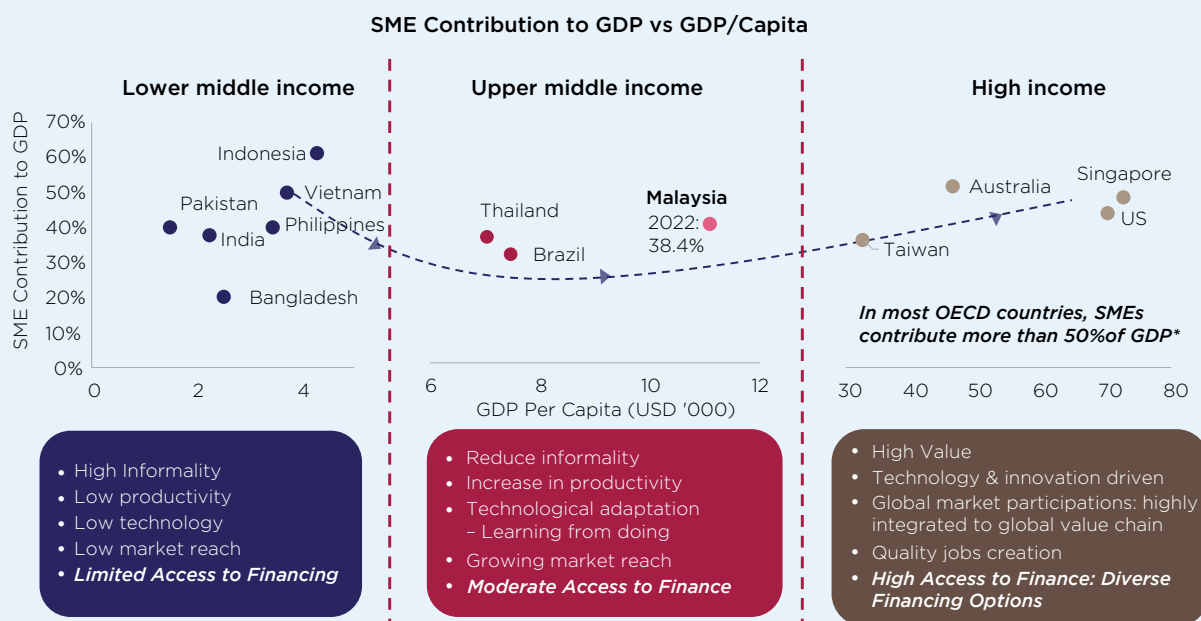 SME Contribution to GDP vs GDP/Capita
Lower middle income
Upper middle income
High income
SME Contribution to GDP
70%
60%
50%
40%
30%
20%
10%
0%
Indonesia
Vietnam
Pakistan
Philippines
India
Bangladesh
Thailand
Brazil
Malaysia
2022:
38.4%
Australia
Singapore
US
Taiwan
In most OECD countries, SMEs
contribute more than 50%of GDP*
0 2 4
6 8 10 12
30 40 50 60 70 80
GDP Per Capita (USD '000)
• High Informality
• Low productivity
• Low technology
• Low market reach
• Limited Access to Financing
• Reduce informality
• Increase in productivity
• Technological adaptation
– Learning from doing
• Growing market reach
• Moderate Access to Finance
• High Value
• Technology & innovation driven
• Global market participations: highly
integrated to global value chain
• Quality jobs creation
• High Access to Finance: Diverse
Financing Options